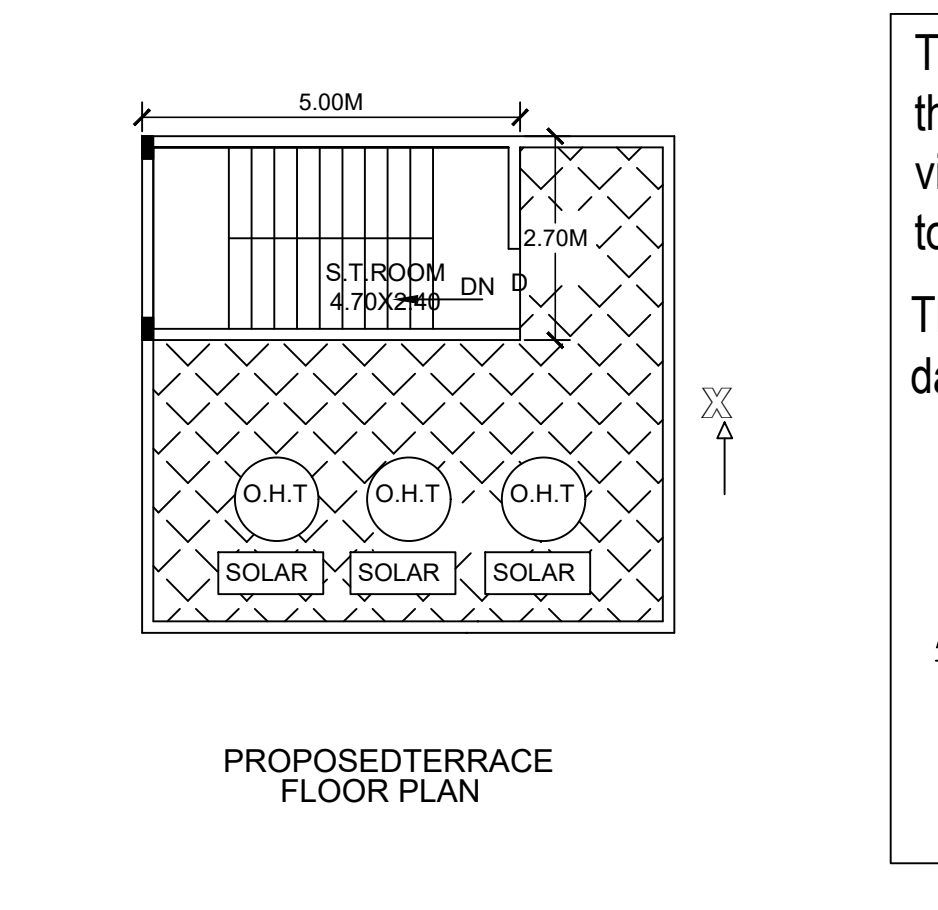 5.00M
2.70M
S.T.ROOM
4.70X2.40
DN
D
X
O.H.T
O.H.T
O.H.T
SOLAR
SOLAR
SOLAR
PROPOSEDTERRACE
FLOOR PLAN